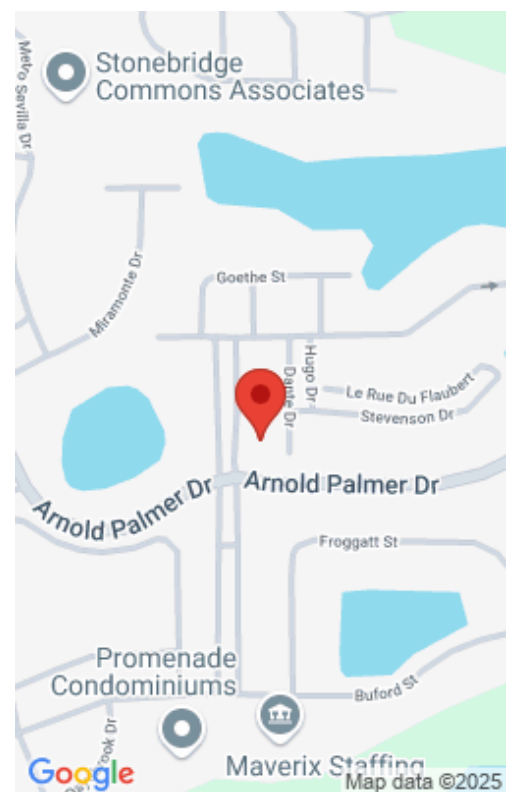 Stonebridge
Commons Associates
Metro
Sevilla Dr
Miramonte Dr
Goethe St
Hugo Dr
Dante Dr
Le Rue Du Flaubert
Stevenson Dr
Arnold Palmer Dr
Arnold Palmer Dr
Froggatt St
Promenade
Condominiums
Buford St
ook Dr
Maverix Staffing
Google
Map data ©2025